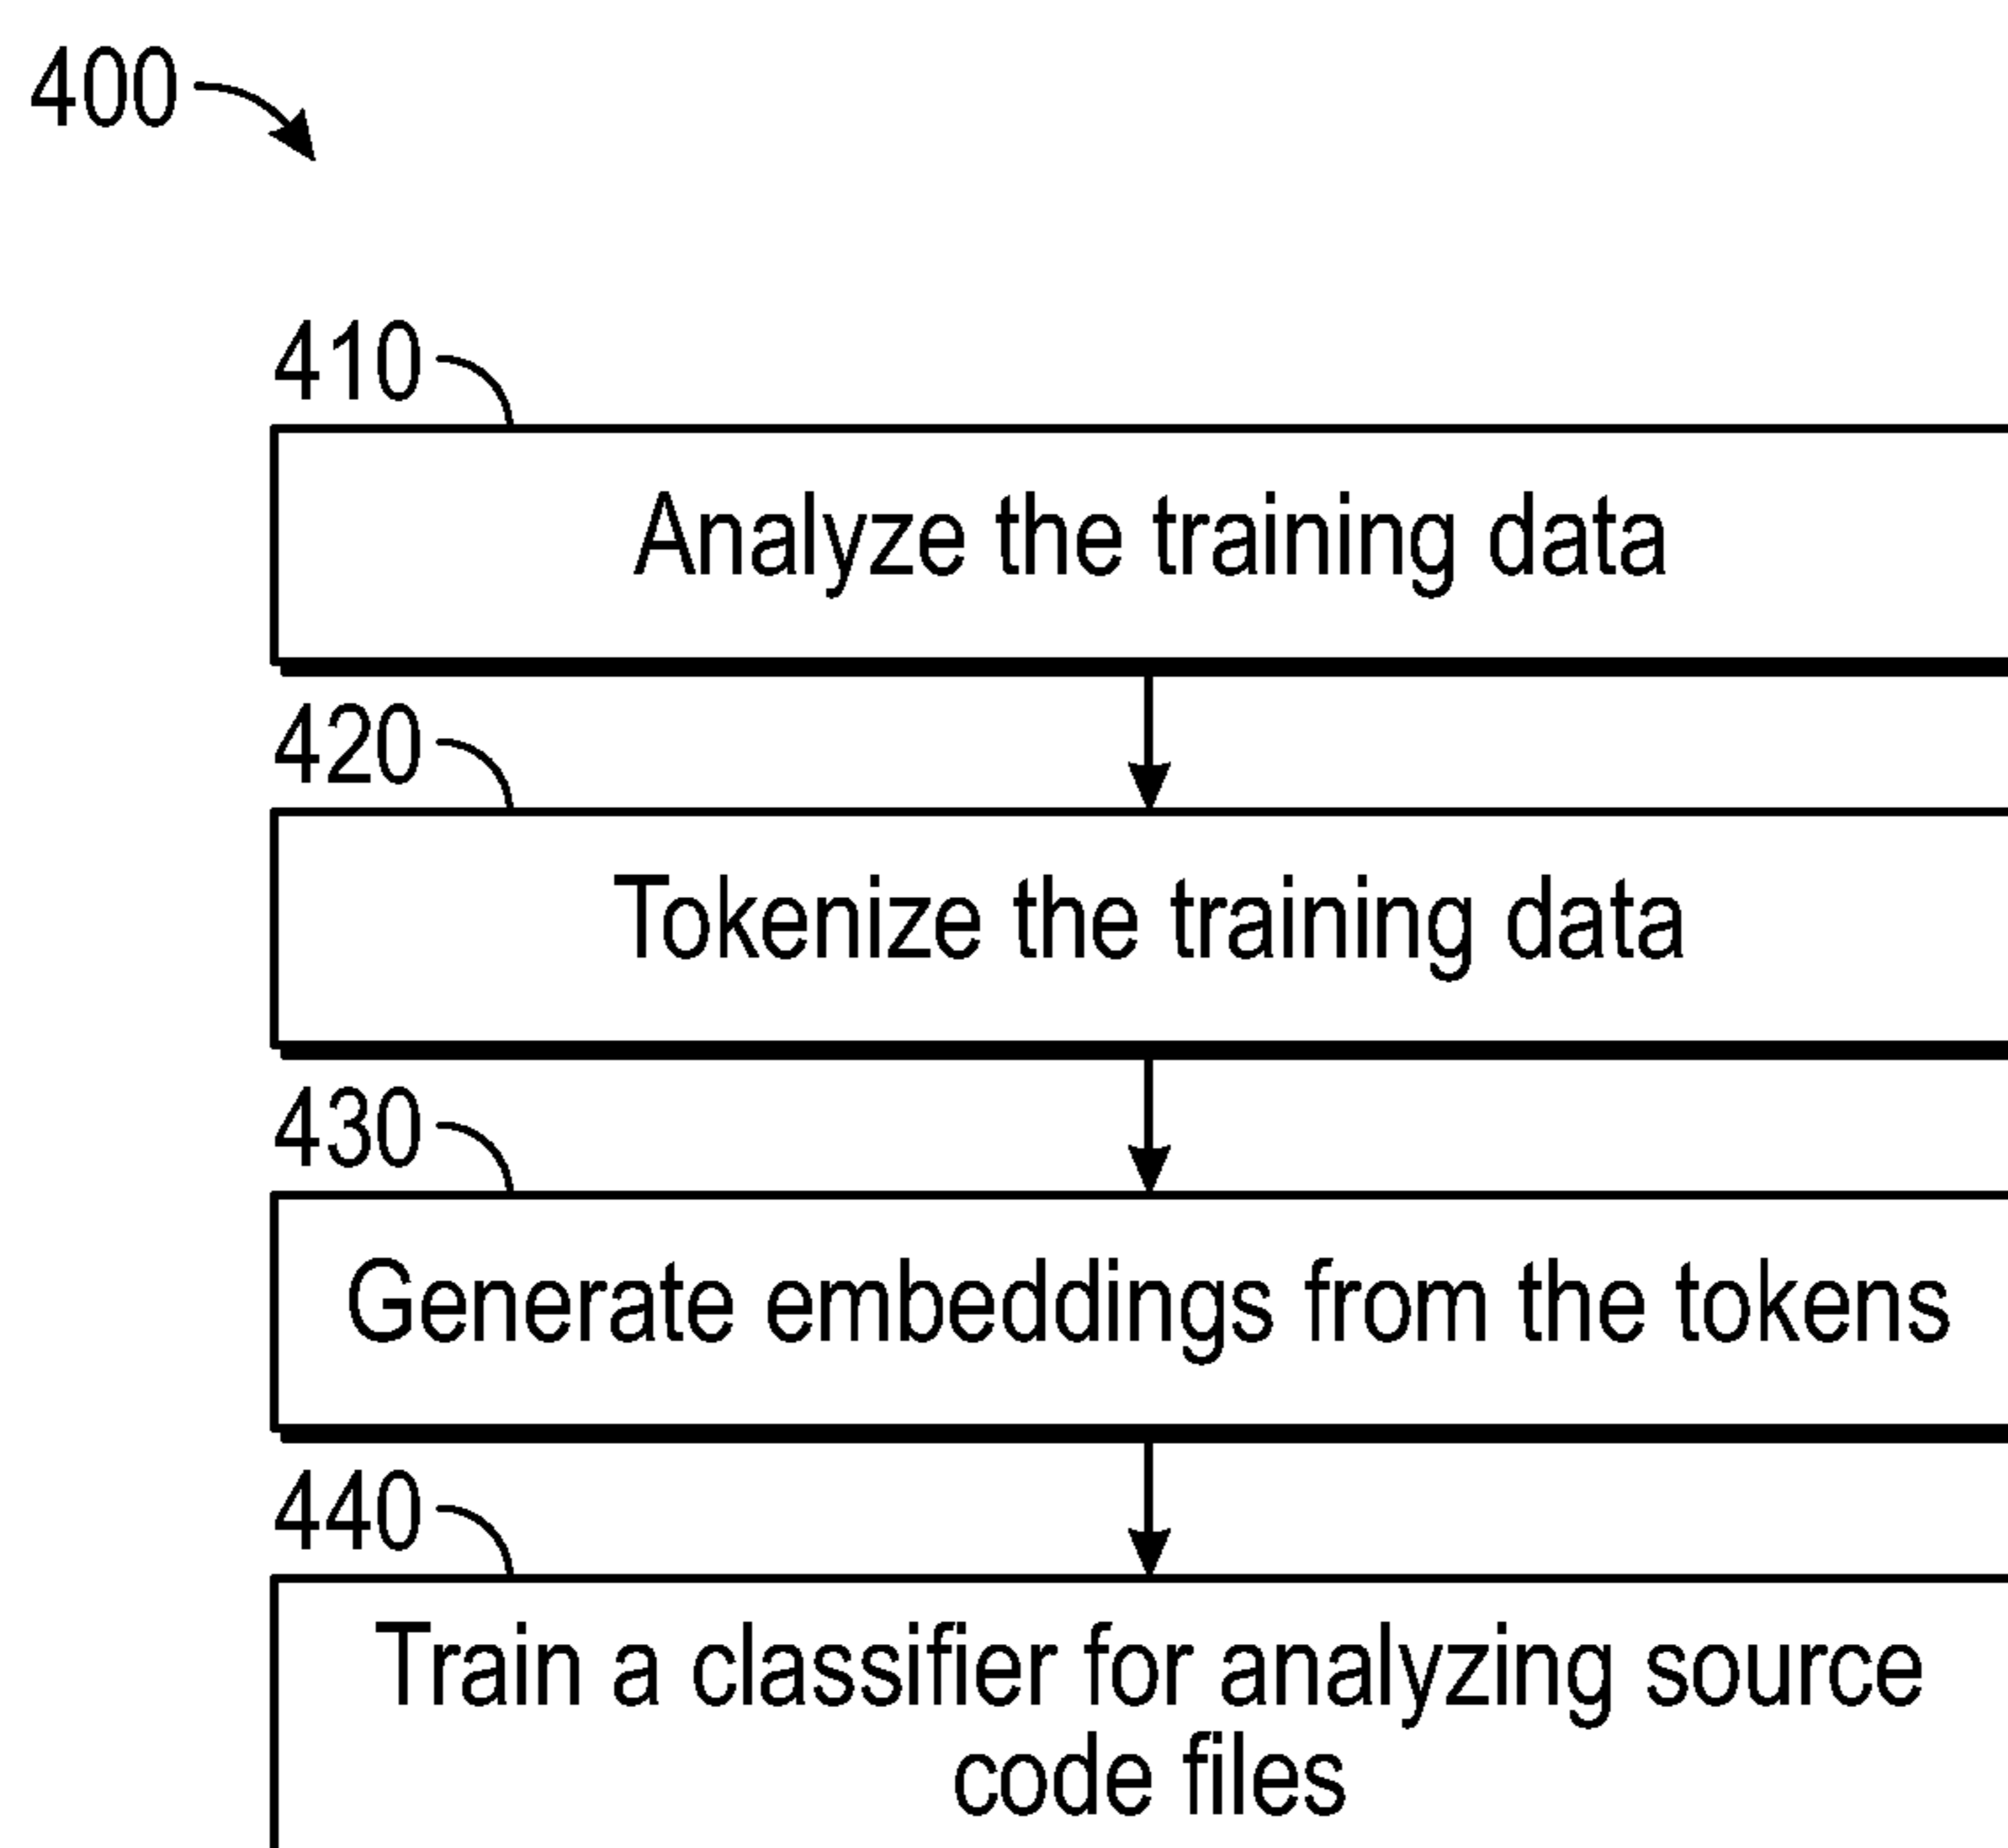 400
410
Analyze the training data
420
Tokenize the training data
430
Generate embeddings from the tokens
440
Train a classifier for analyzing source
code files